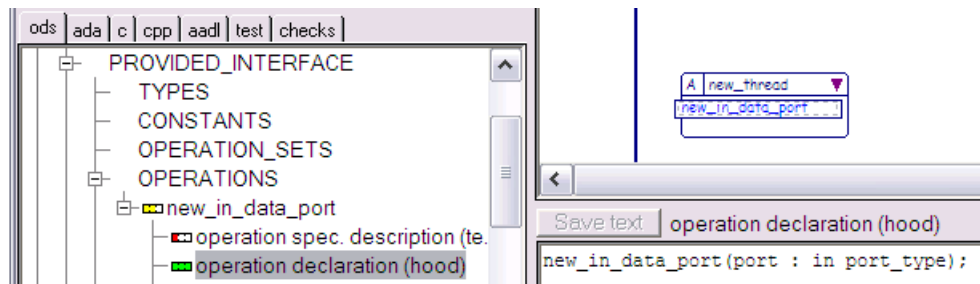 ods ada c cpp aadl test checks
PROVIDED_INTERFACE
TYPES
CONSTANTS
OPERATION_SETS
OPERATIONS
new_in_data_port
operation spec. description (te.
operation declaration (hood)
A new_thread
new_in_data_port
Save text operation declaration (hood)
new_in_data_port(port : in port_type);